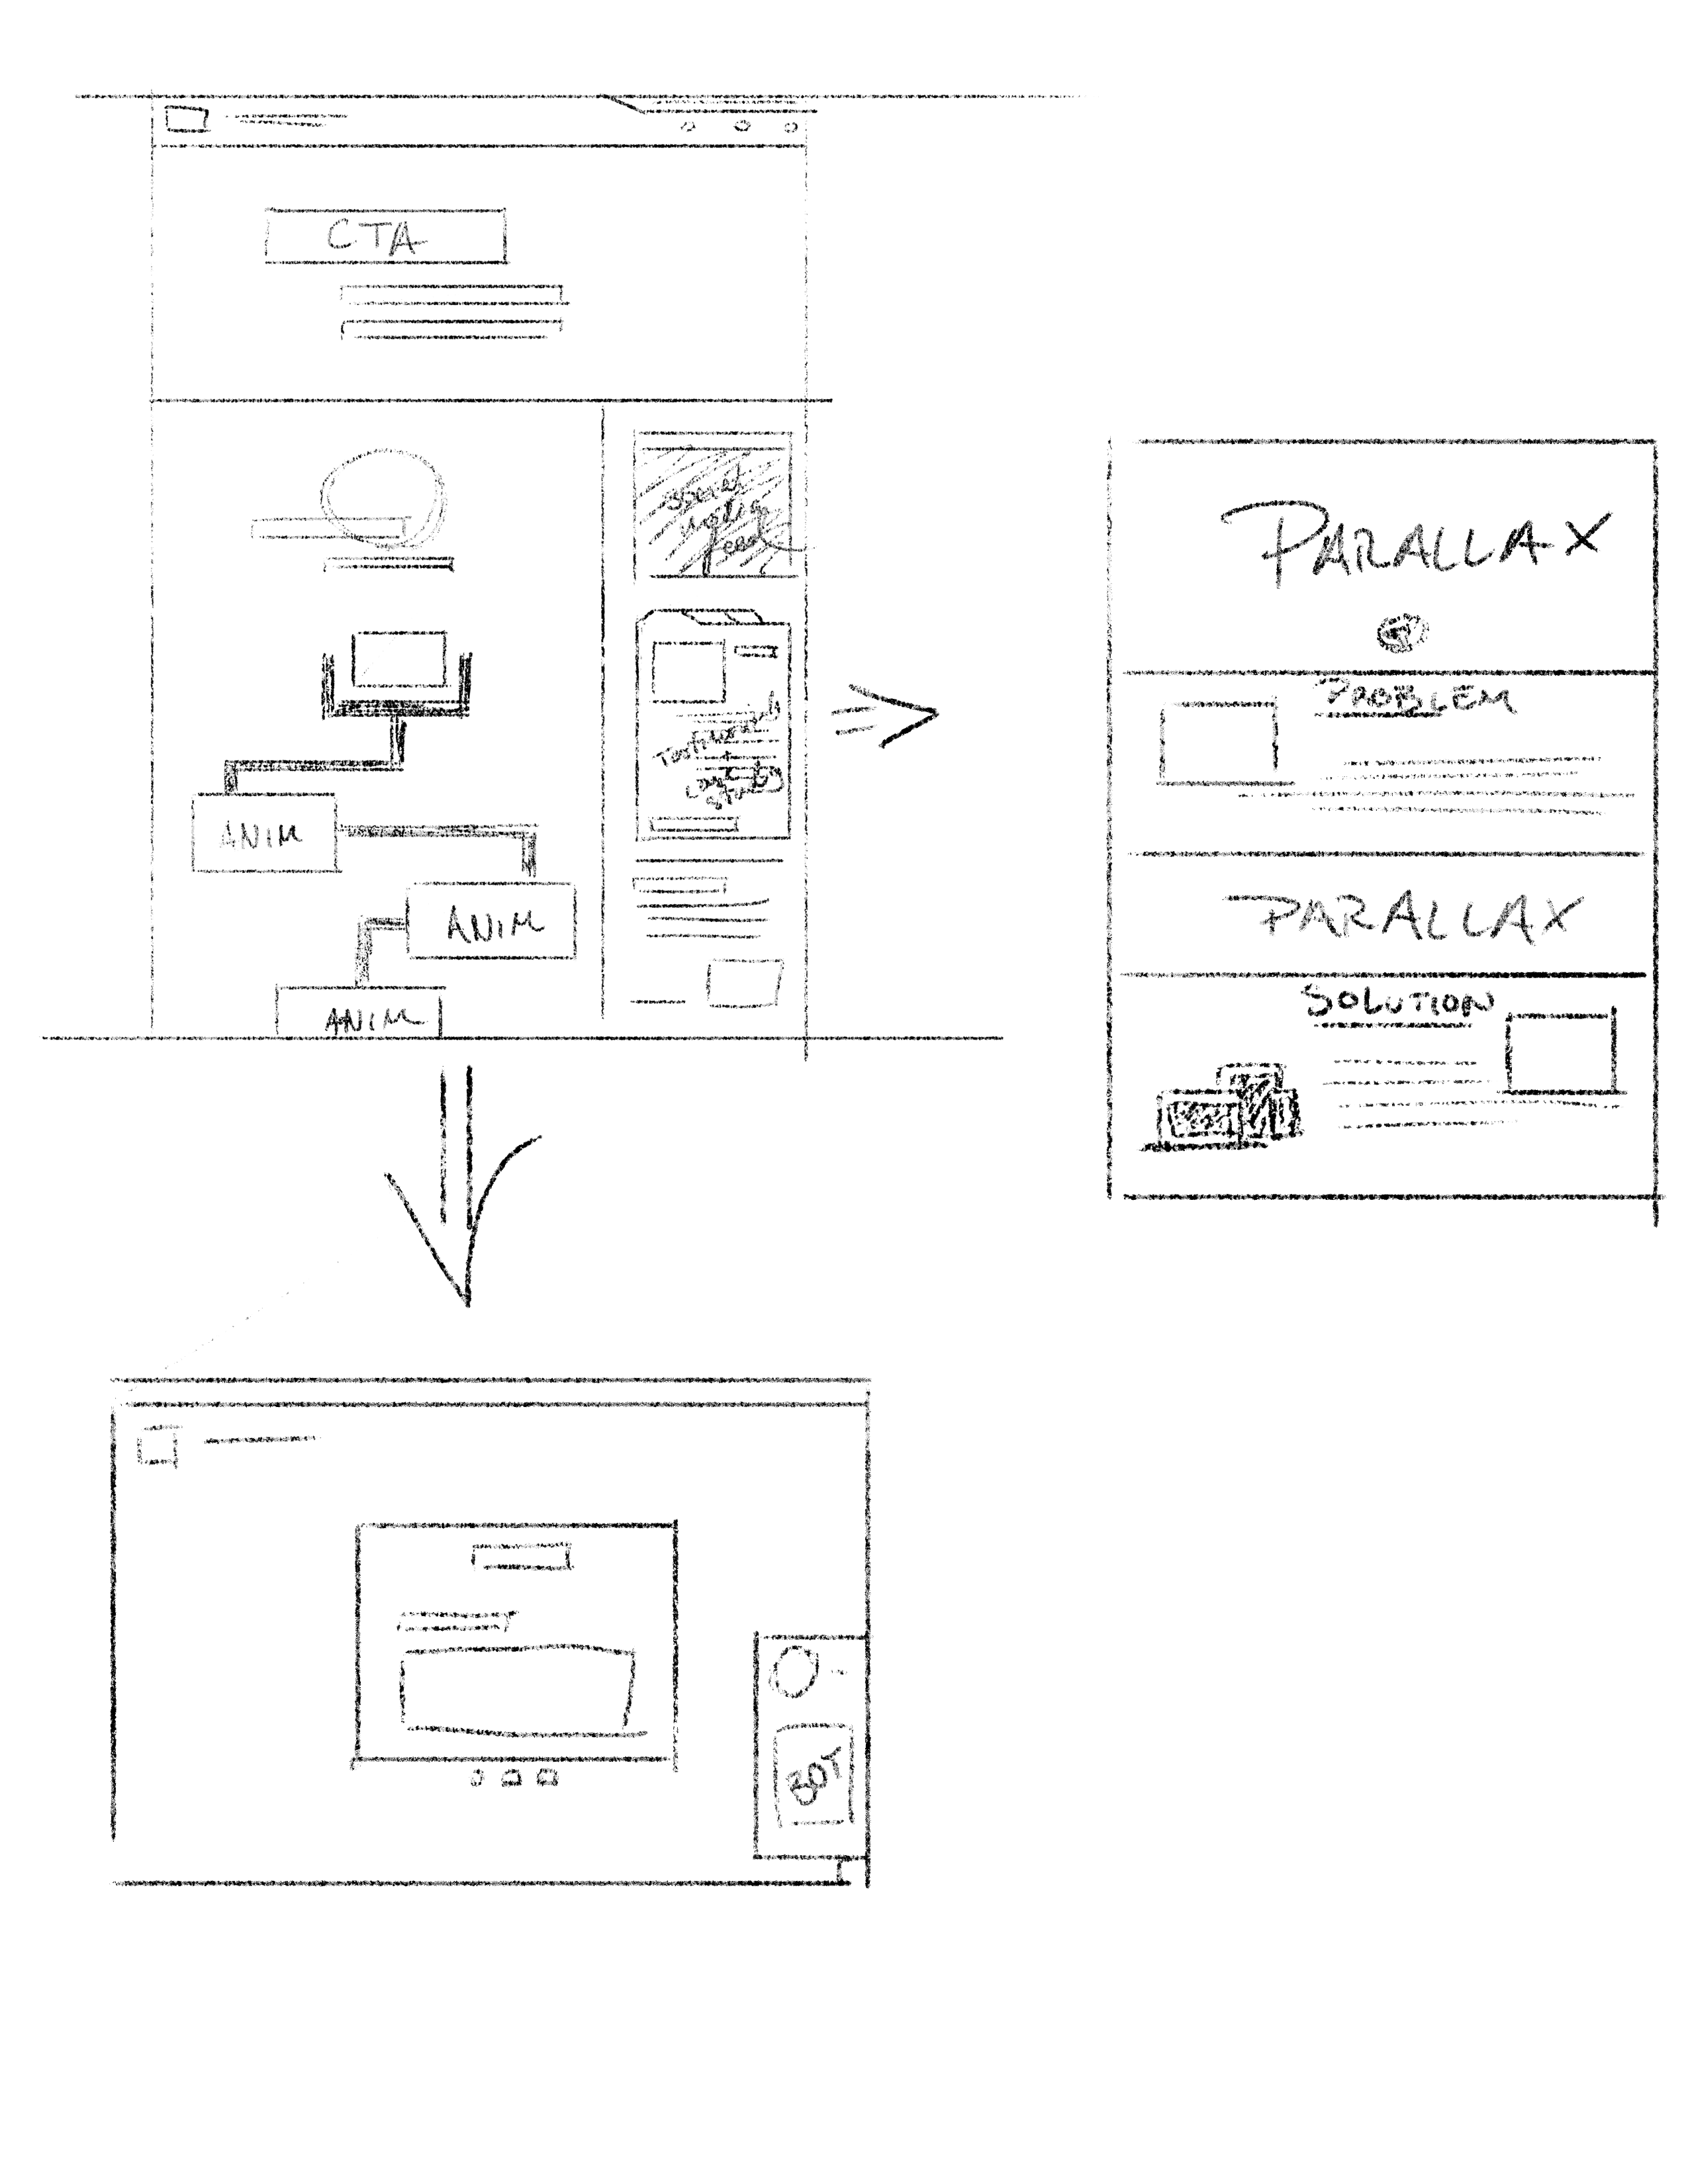 CTA
Social
Media
feed
Testimonials
+
Case
Study
ANIM
ANIM
ANIM
PARALLAX
PROBLEM
PARALLAX
SOLUTION
BOT